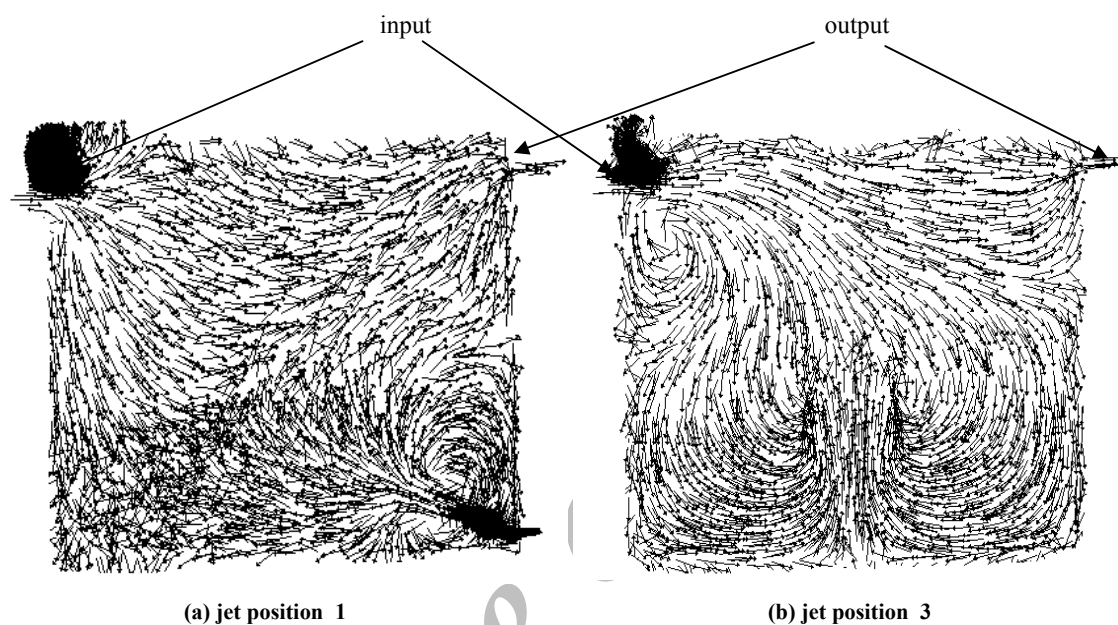 input
output
(a) jet position 1
(b) jet position 3